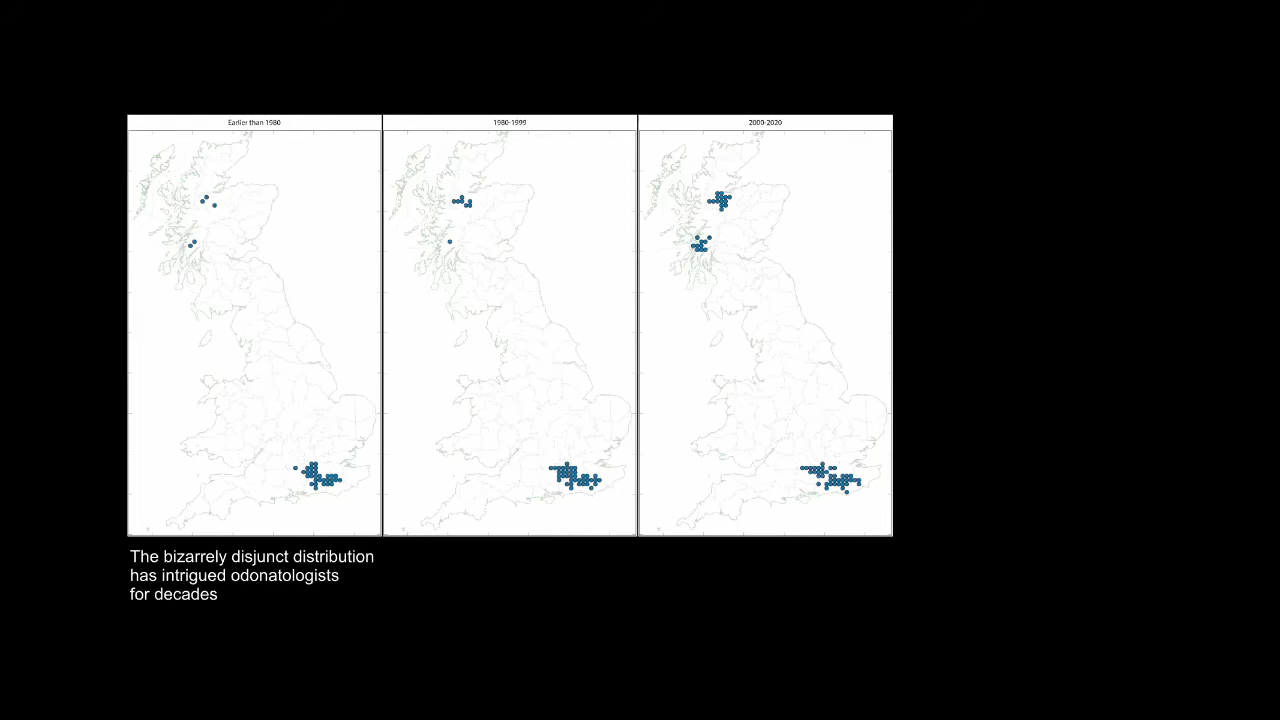 Earlier than 1980
1980-1999
2000-2020
The bizarrely disjunct distribution
has intrigued odonatologists
for decades